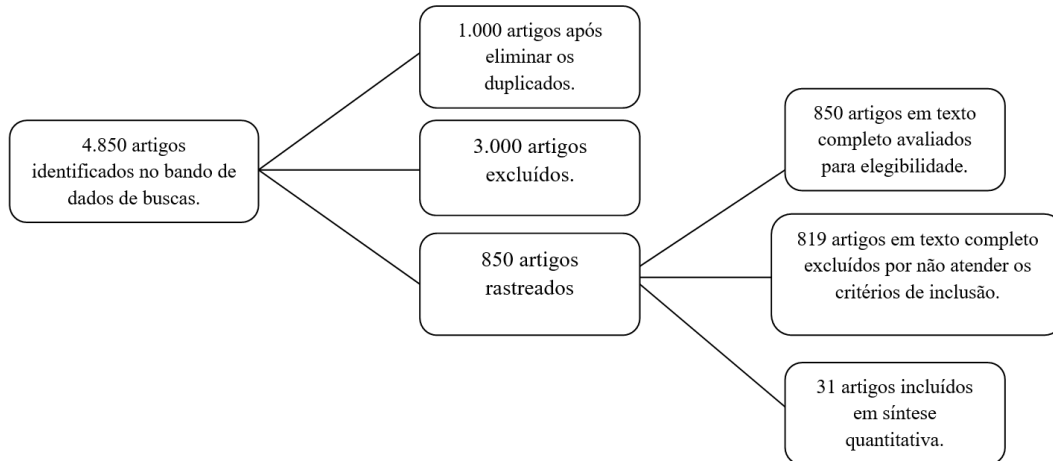 4.850 artigos
identificados no bando de
dados de buscas.
1.000 artigos após
eliminar os
duplicados.
3.000 artigos
excluídos.
850 artigos
rastreados
850 artigos em texto
completo avaliados
para elegibilidade.
819 artigos em texto completo
excluídos por não atender os
critérios de inclusão.
31 artigos incluídos
em síntese
quantitativa.